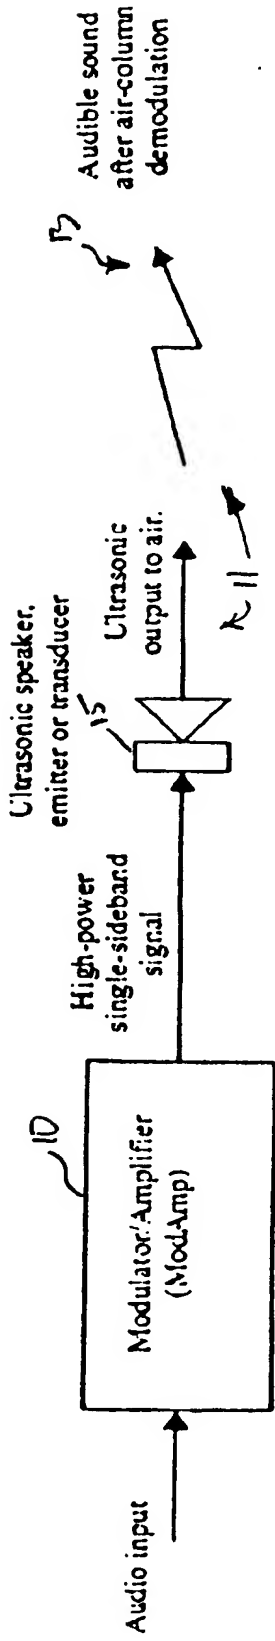 Audio input
10
Modulator/Amplifier
(ModAmp)
High-power
single-sideband
signal
Ultrasonic speaker,
emitter or transducer
15
Ultrasonic
output to air.
11
13
Audible sound
after air-column
demodulation